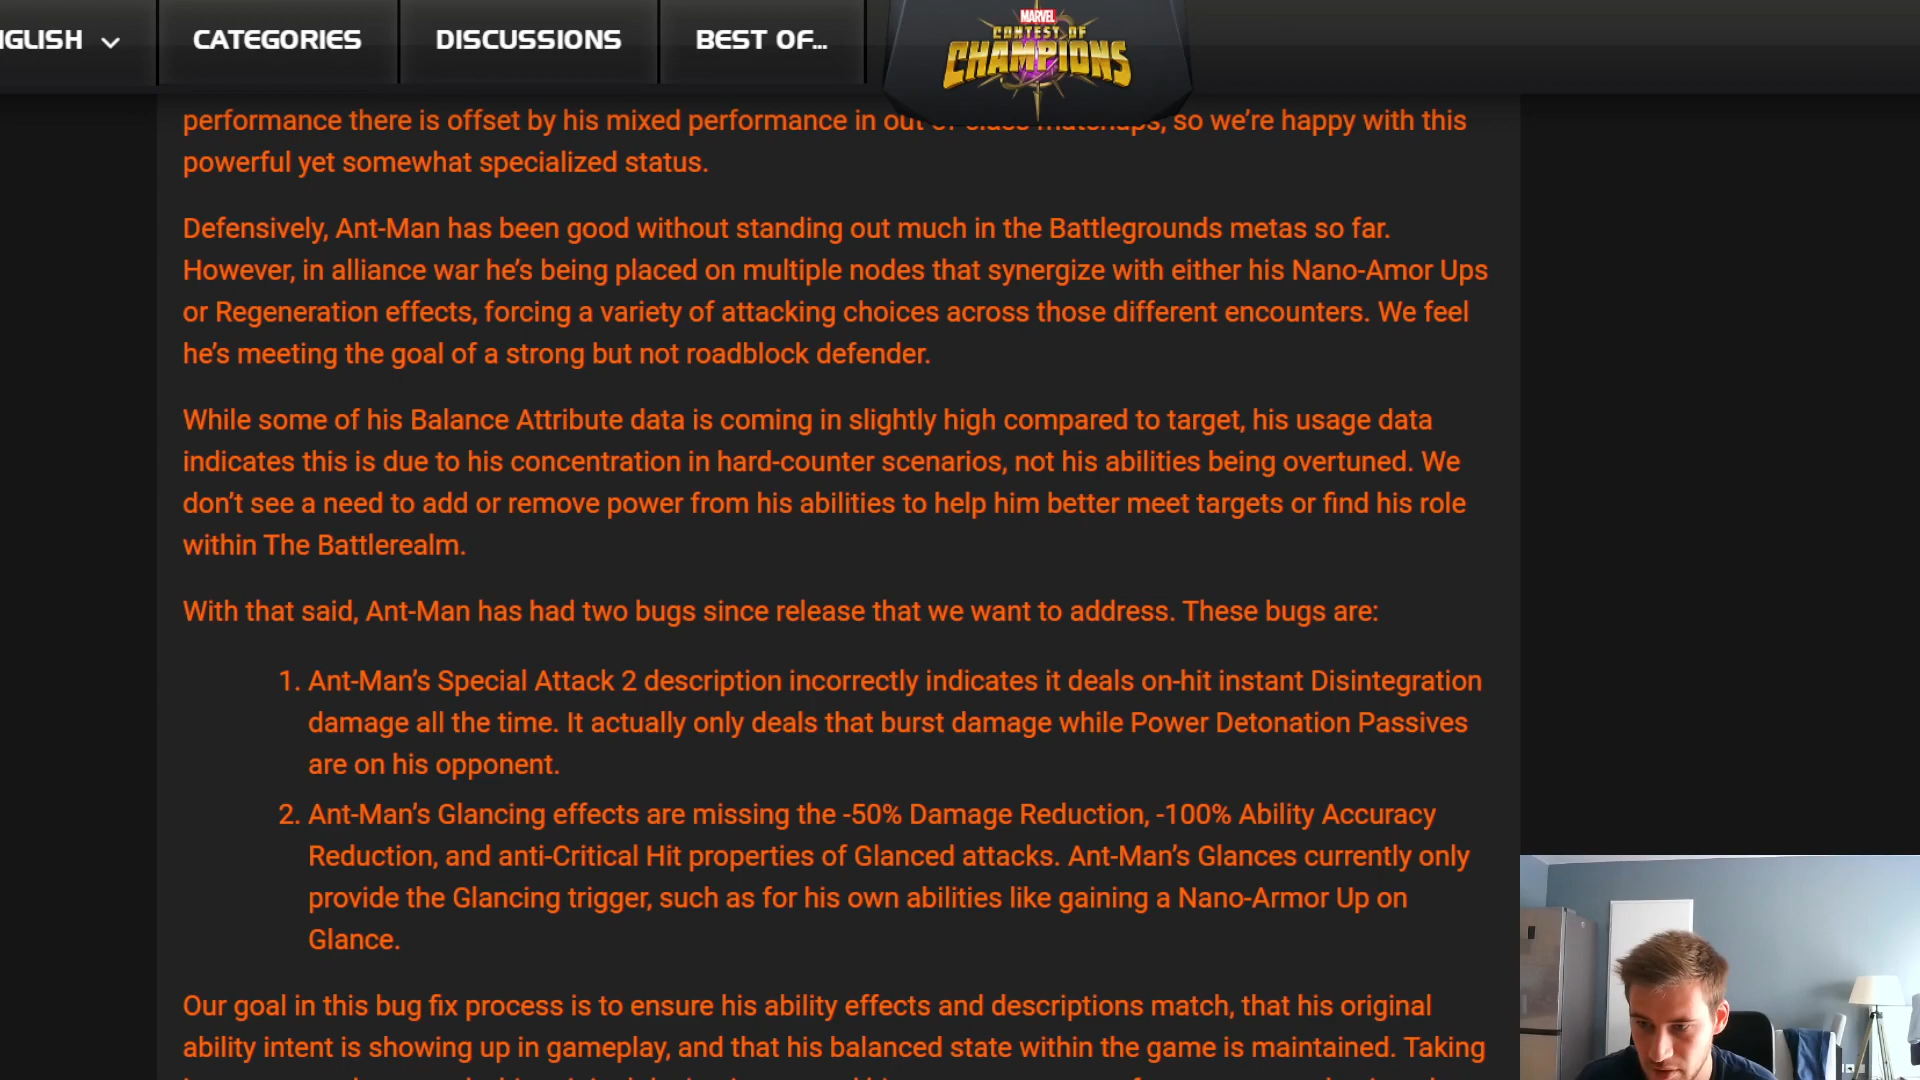 GLISH
CATEGORIES
DISCUSSIONS
BEST OF...
MARVEL
CONTEST OF
CHAMPIONS
performance there is offset by his mixed performance in out of class matchups, so we’re happy with this
powerful yet somewhat specialized status.
Defensively, Ant-Man has been good without standing out much in the Battlegrounds metas so far.
However, in alliance war he’s being placed on multiple nodes that synergize with either his Nano-Amor Ups
or Regeneration effects, forcing a variety of attacking choices across those different encounters. We feel
he’s meeting the goal of a strong but not roadblock defender.
While some of his Balance Attribute data is coming in slightly high compared to target, his usage data
indicates this is due to his concentration in hard-counter scenarios, not his abilities being overtuned. We
don’t see a need to add or remove power from his abilities to help him better meet targets or find his role
within The Battlerealm.
With that said, Ant-Man has had two bugs since release that we want to address. These bugs are:
1. Ant-Man’s Special Attack 2 description incorrectly indicates it deals on-hit instant Disintegration
damage all the time. It actually only deals that burst damage while Power Detonation Passives
are on his opponent.
2. Ant-Man’s Glancing effects are missing the -50% Damage Reduction, -100% Ability Accuracy
Reduction, and anti-Critical Hit properties of Glanced attacks. Ant-Man’s Glances currently only
provide the Glancing trigger, such as for his own abilities like gaining a Nano-Armor Up on
Glance.
Our goal in this bug fix process is to ensure his ability effects and descriptions match, that his original
ability intent is showing up in gameplay, and that his balanced state within the game is maintained. Taking